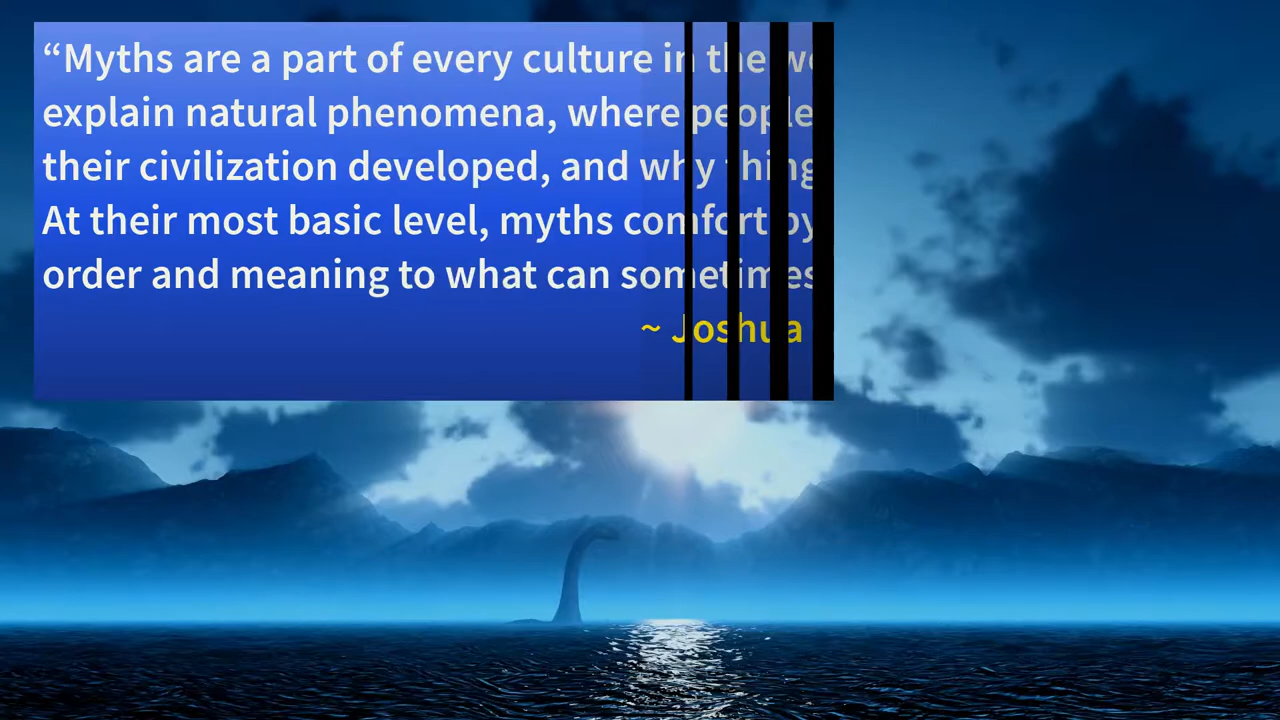 “Myths are a part of every culture in the
explain natural phenomena, where people
their civilization developed, and why
At their most basic level, myths comfort by
order and meaning to what can sometimes
~ Joshua